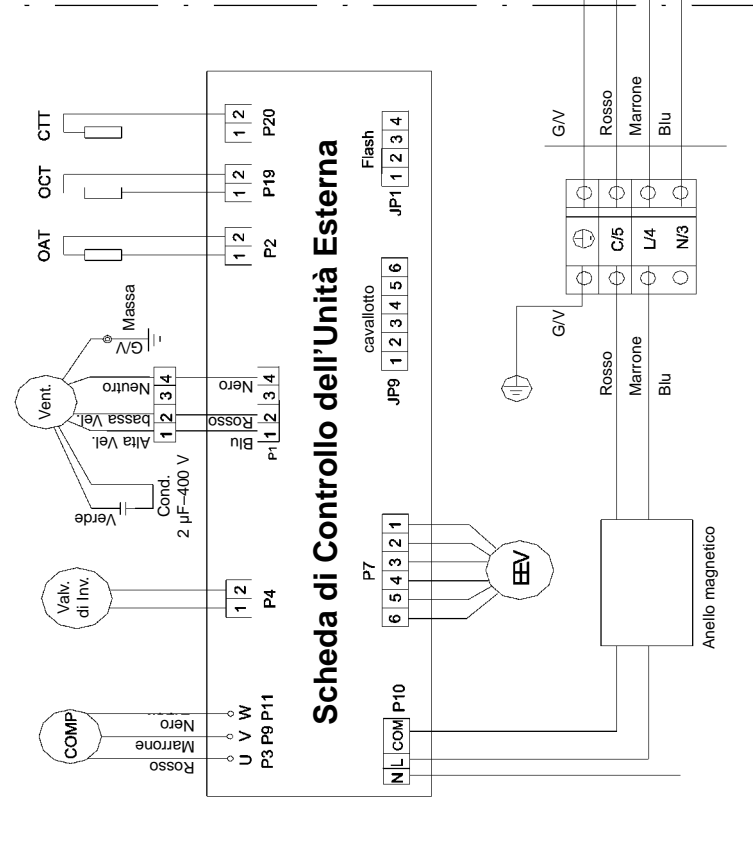 CTT
OCT
OAT
1 2
P20
1 2
P19
1 2
P2
G/V
Massa
Vent.
Neutro
bassa Vel.
Alta Vel.
1 2 3 4
Nero
Rosso
Blu
1 2 3 4
P1
Verde
Cond.
2 µF–400 V
Valv.
di Inv.
1 2
P4
COMP
Nero
Marrone
Rosso
U V W
P3 P9 P11
Scheda di Controllo dell'Unità Esterna
Flash
JP1 1 2 3 4
cavallotto
JP9 1 2 3 4 5 6
P7
6 5 4 3 2 1
EEV
N L COM P10
G/V
Rosso
Marrone
Blu
C/5
L/4
N/3
G/V
Rosso
Marrone
Blu
Anello magnetico